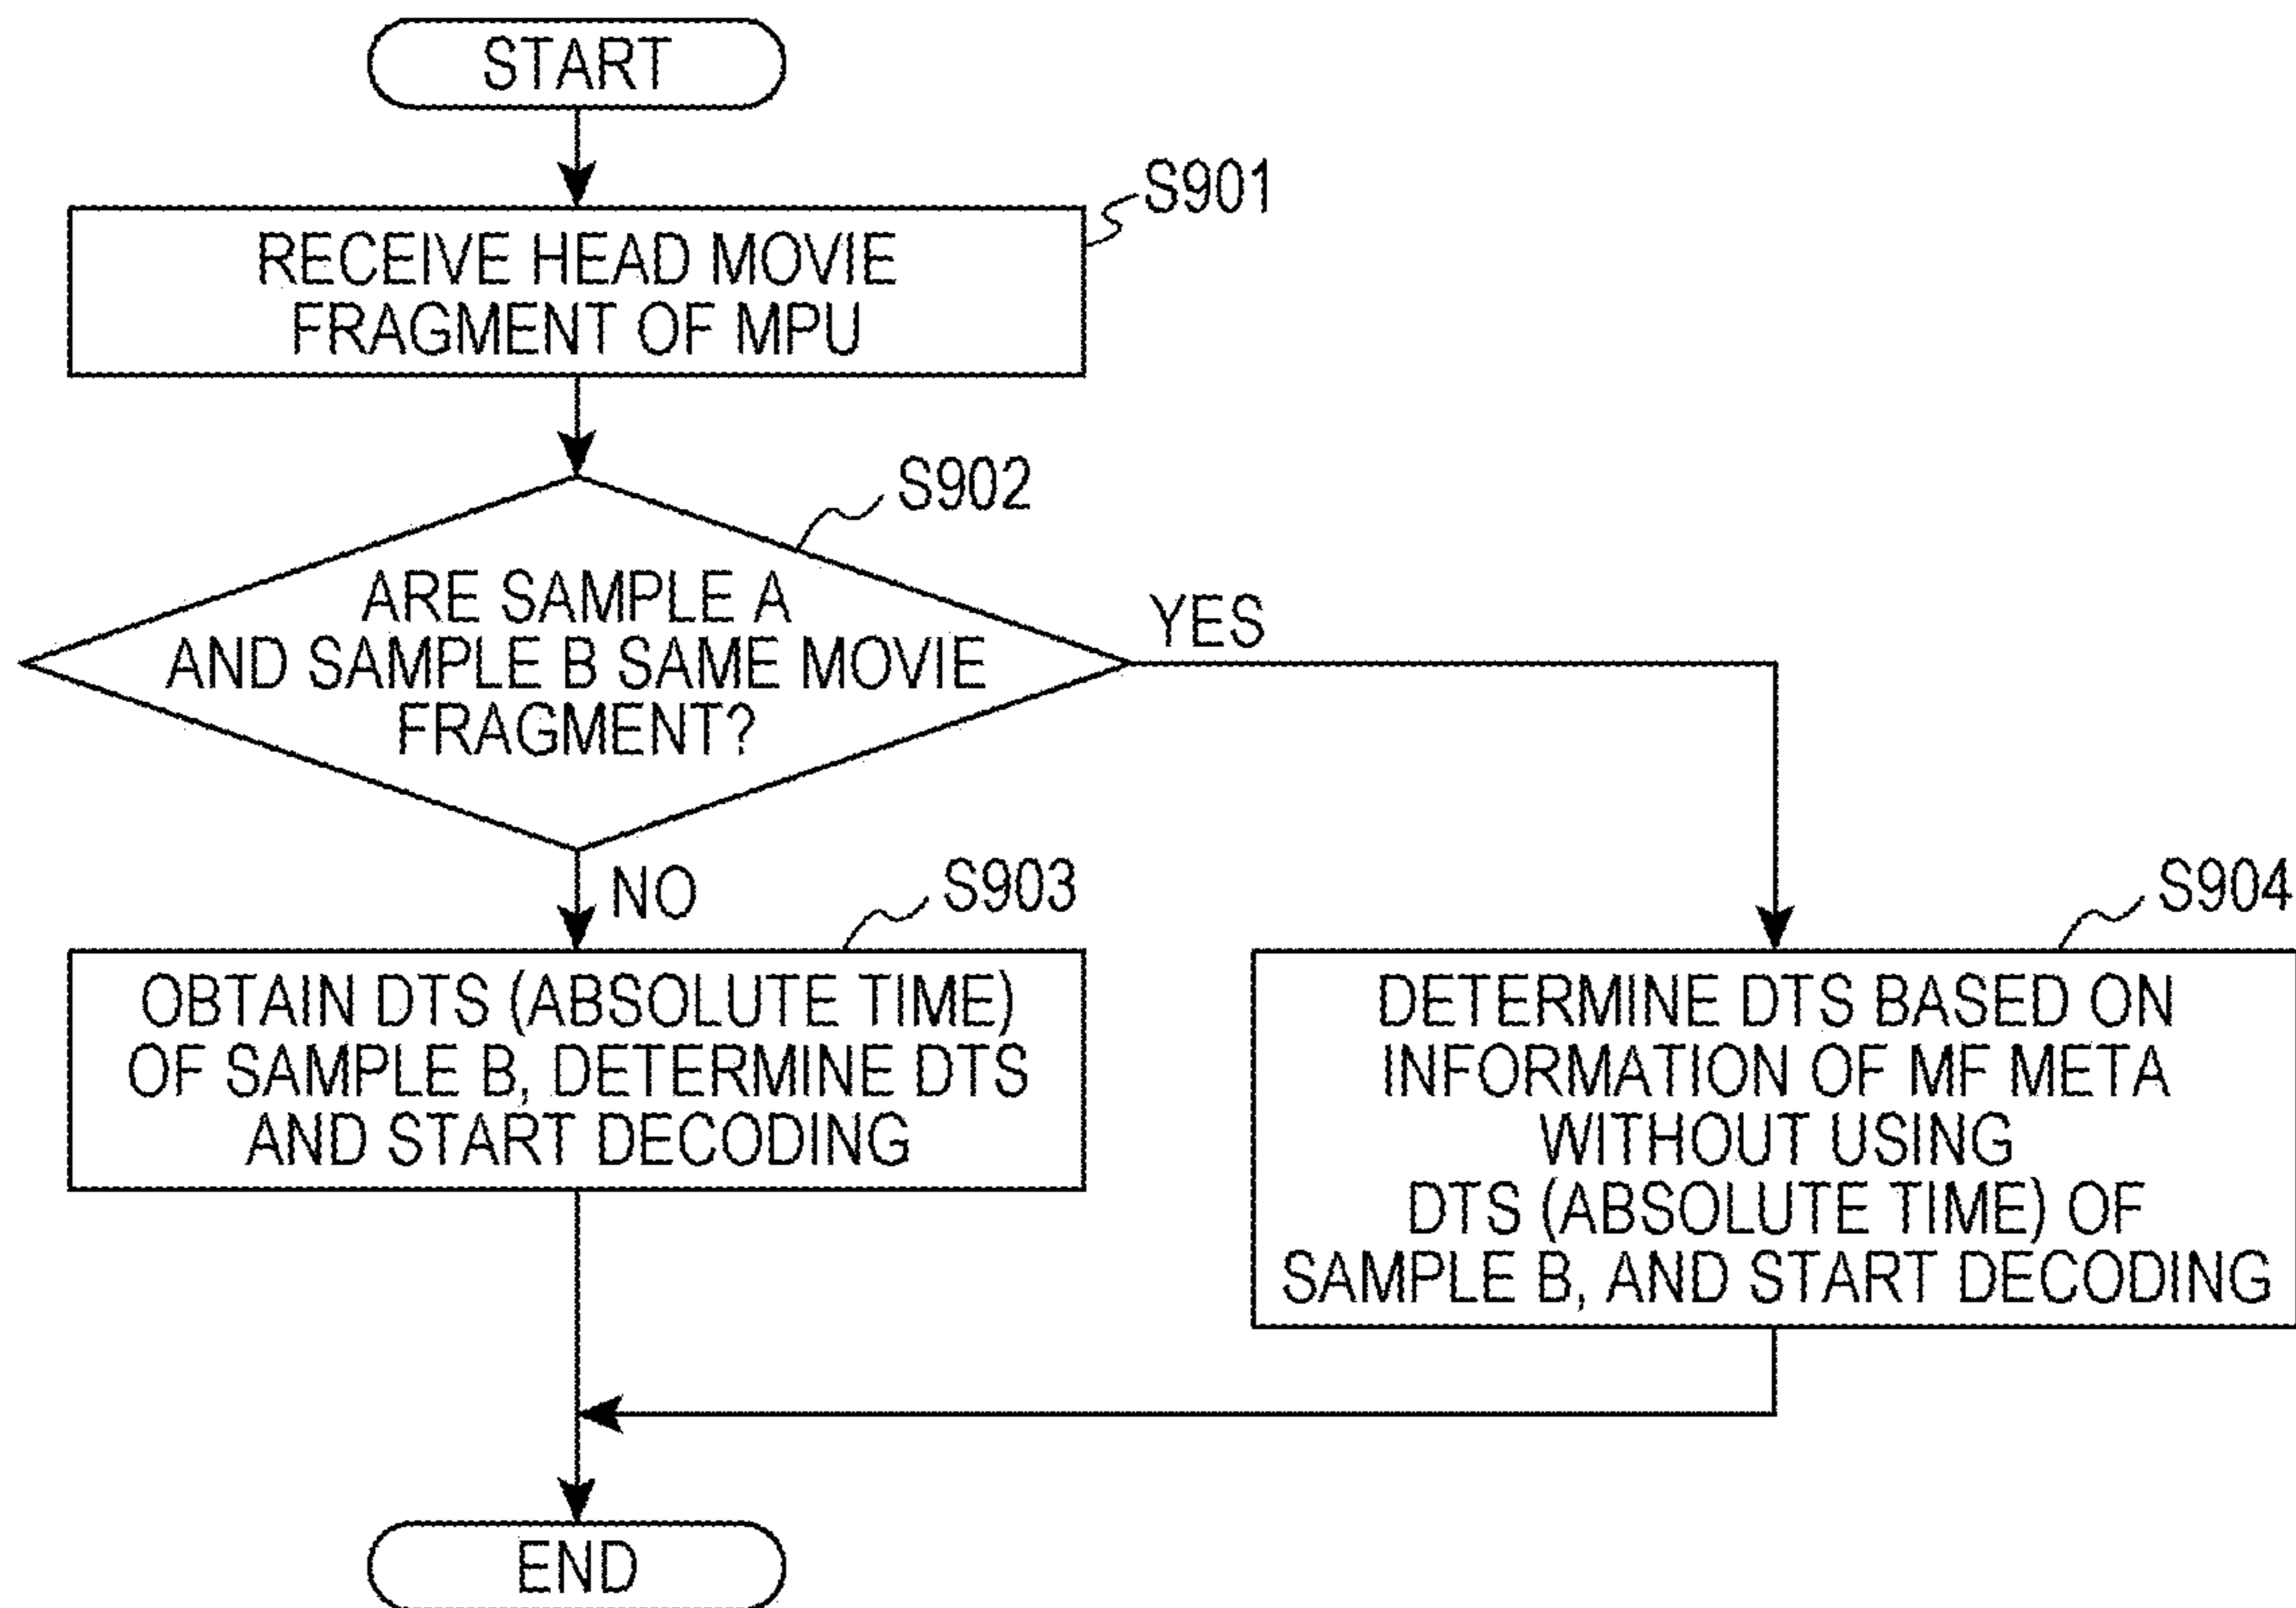 START
S901
RECEIVE HEAD MOVIE
FRAGMENT OF MPU
S902
ARE SAMPLE A
AND SAMPLE B SAME MOVIE
FRAGMENT?
YES
NO
S903
OBTAIN DTS (ABSOLUTE TIME)
OF SAMPLE B, DETERMINE DTS
AND START DECODING
S904
DETERMINE DTS BASED ON
INFORMATION OF MF META
WITHOUT USING
DTS (ABSOLUTE TIME) OF
SAMPLE B, AND START DECODING
END